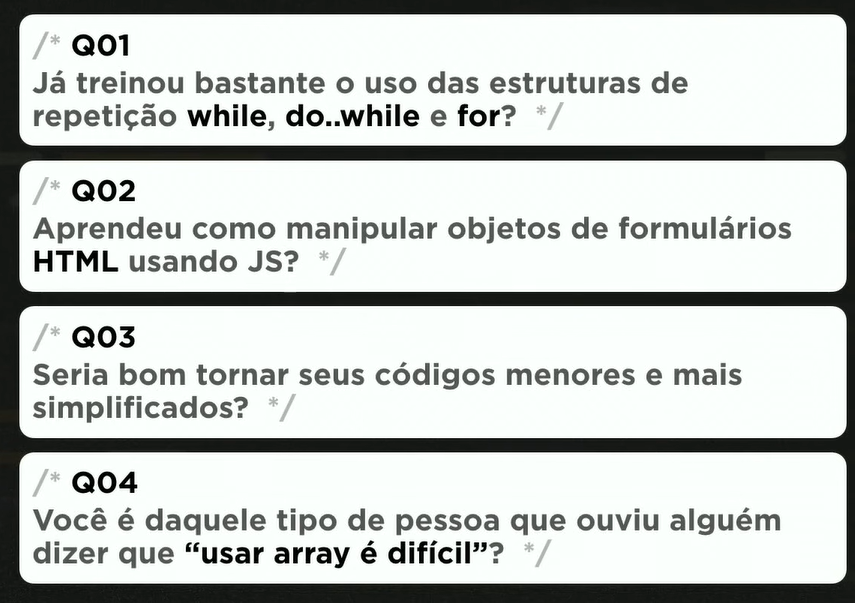 /* Q01
Já treinou bastante o uso das estruturas de
repetição while, do..while e for? */
/* Q02
Aprendeu como manipular objetos de formulários
HTML usando JS? */
/* Q03
Seria bom tornar seus códigos menores e mais
simplificados? */
/* Q04
Você é daquele tipo de pessoa que ouviu alguém
dizer que “usar array é difícil”? */